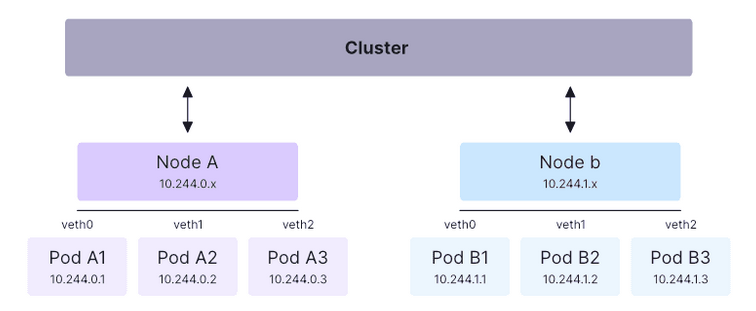 Cluster
Node A
10.244.0.x
Node b
10.244.1.x
veth0
veth1
veth2
veth0
veth1
veth2
Pod A1
10.244.0.1
Pod A2
10.244.0.2
Pod A3
10.244.0.3
Pod B1
10.244.1.1
Pod B2
10.244.1.2
Pod B3
10.244.1.3